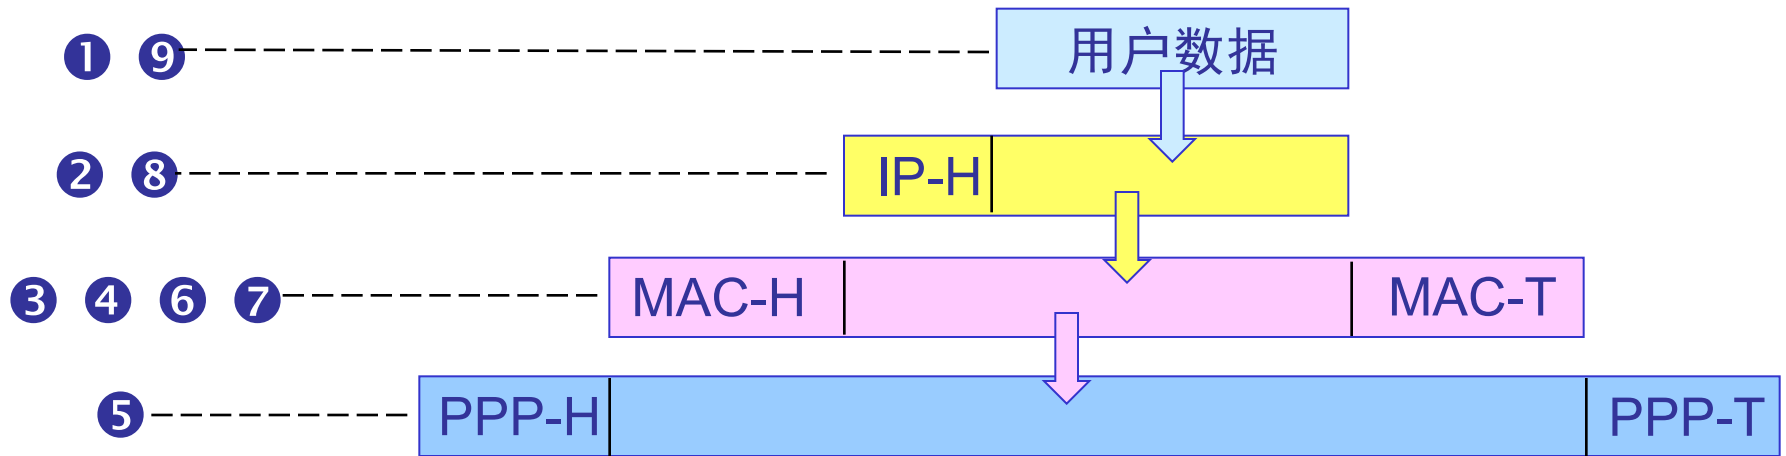 ❶ ❾ 用户数据
❷ ❽ IP-H
❸ ❹ ❻ ❼ MAC-H MAC-T
❺ PPP-H PPP-T